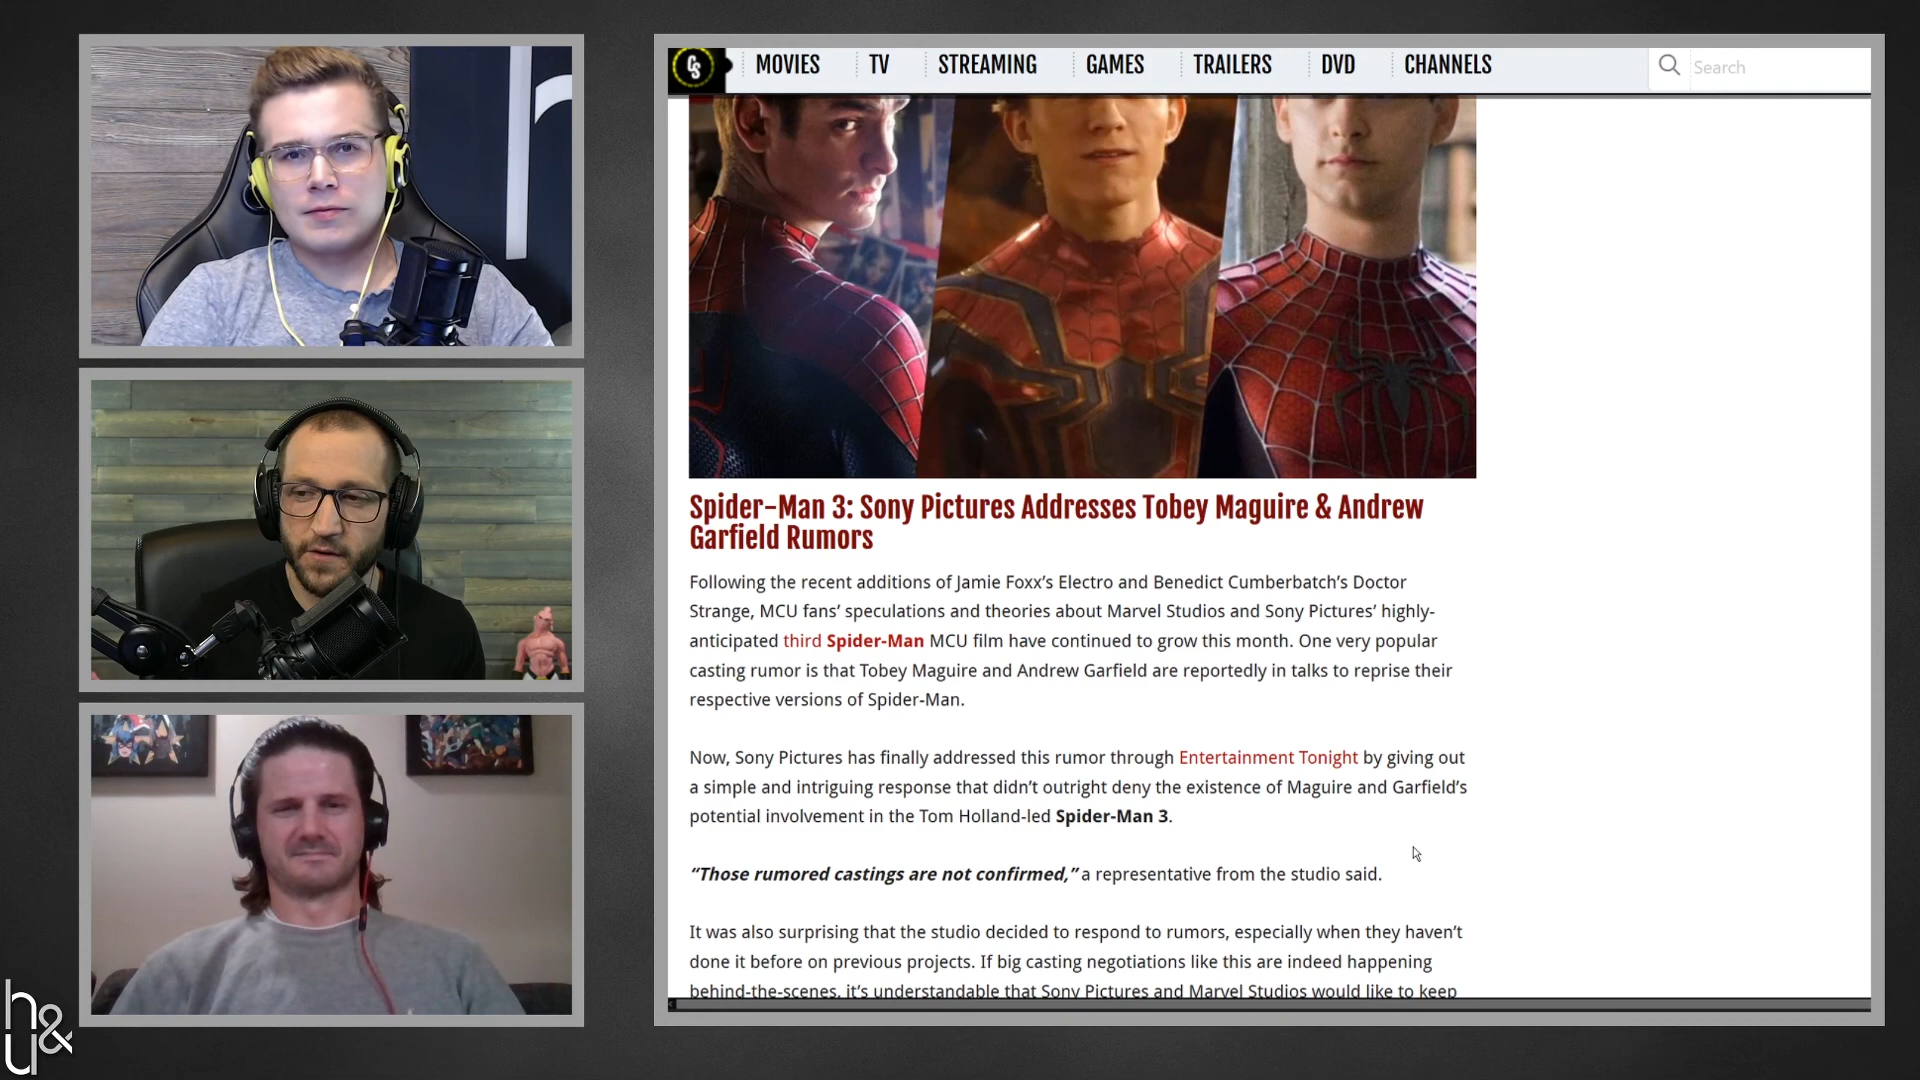 CS
MOVIES
TV
STREAMING
GAMES
TRAILERS
DVD
CHANNELS
Search
Spider-Man 3: Sony Pictures Addresses Tobey Maguire & Andrew
Garfield Rumors
Following the recent additions of Jamie Foxx’s Electro and Benedict Cumberbatch’s Doctor
Strange, MCU fans’ speculations and theories about Marvel Studios and Sony Pictures’ highly-
anticipated third Spider-Man MCU film have continued to grow this month. One very popular
casting rumor is that Tobey Maguire and Andrew Garfield are reportedly in talks to reprise their
respective versions of Spider-Man.
Now, Sony Pictures has finally addressed this rumor through Entertainment Tonight by giving out
a simple and intriguing response that didn’t outright deny the existence of Maguire and Garfield’s
potential involvement in the Tom Holland-led Spider-Man 3.
“Those rumored castings are not confirmed,” a representative from the studio said.
It was also surprising that the studio decided to respond to rumors, especially when they haven’t
done it before on previous projects. If big casting negotiations like this are indeed happening
behind-the-scenes, it’s understandable that Sony Pictures and Marvel Studios would like to keep
h&u